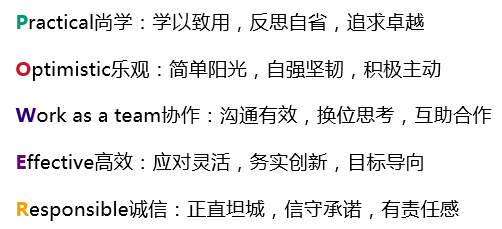 Practical尚学：学以致用，反思自省，追求卓越
Optimistic乐观：简单阳光，自强坚韧，积极主动
Work as a team协作：沟通有效，换位思考，互助合作
Effective高效：应对灵活，务实创新，目标导向
Responsible诚信：正直坦城，信守承诺，有责任感